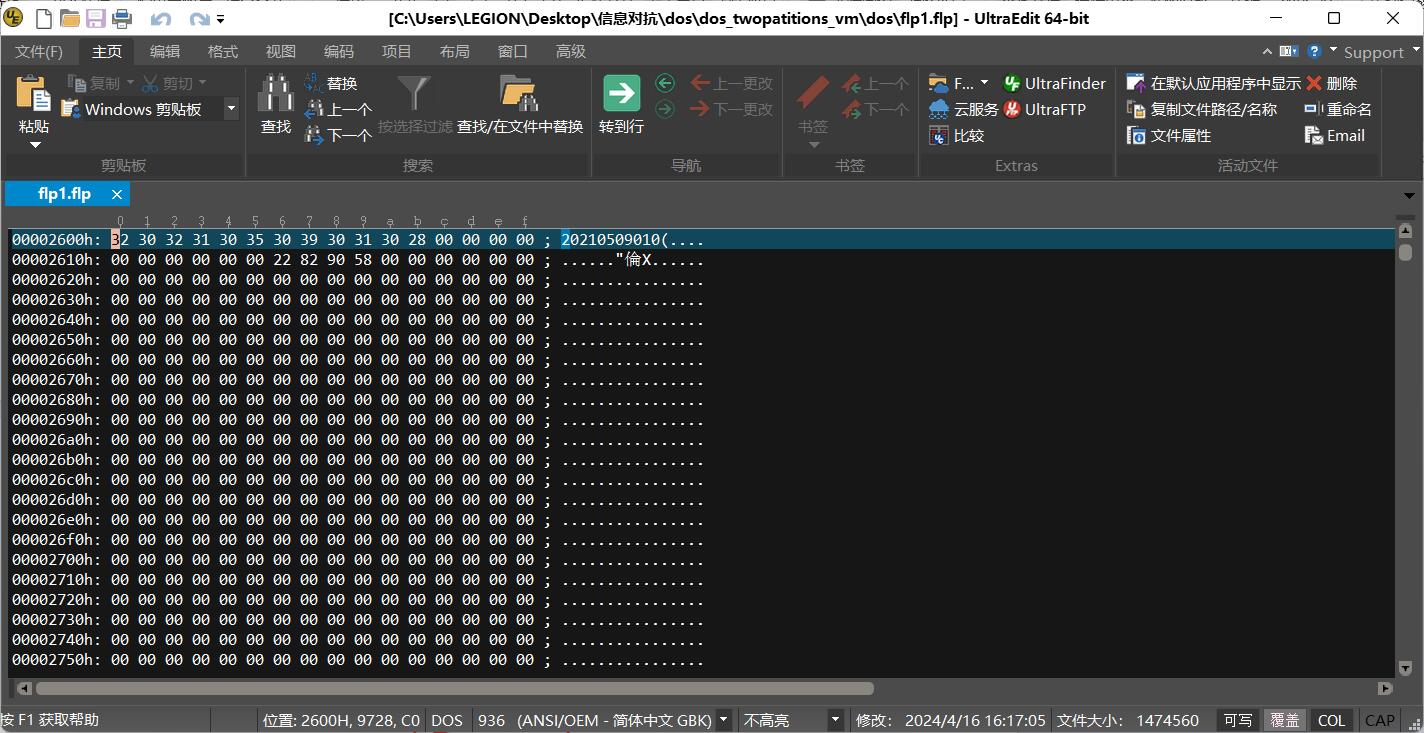 [C:\Users\LEGION\Desktop\信息对抗\dos\dos_twopatitions_vm\dos\flp1.flp] - UltraEdit 64-bit
文件(F) 主页 编辑 格式 视图 编码 项目 布局 窗口 高级 Support
粘贴 复制 剪切
Windows 剪贴板
剪贴板
查找 替换
上一个
下一个
按选择过滤 查找/在文件中替换
搜索
转到行 上一更改
下一更改
导航
书签 上一个
下一个
书签
F... UltraFinder
云服务 UltraFTP
比较
Extras
在默认应用程序中显示 删除
复制文件路径/名称 重命名
文件属性 Email
活动文件
flp1.flp
0 1 2 3 4 5 6 7 8 9 a b c d e f
00002600h: 32 30 32 31 30 35 30 39 30 31 30 28 00 00 00 00 ; 20210509010(....
00002610h: 00 00 00 00 00 00 22 82 90 58 00 00 00 00 00 00 ; ......"倫X......
00002620h: 00 00 00 00 00 00 00 00 00 00 00 00 00 00 00 00 ; ................
00002630h: 00 00 00 00 00 00 00 00 00 00 00 00 00 00 00 00 ; ................
00002640h: 00 00 00 00 00 00 00 00 00 00 00 00 00 00 00 00 ; ................
00002650h: 00 00 00 00 00 00 00 00 00 00 00 00 00 00 00 00 ; ................
00002660h: 00 00 00 00 00 00 00 00 00 00 00 00 00 00 00 00 ; ................
00002670h: 00 00 00 00 00 00 00 00 00 00 00 00 00 00 00 00 ; ................
00002680h: 00 00 00 00 00 00 00 00 00 00 00 00 00 00 00 00 ; ................
00002690h: 00 00 00 00 00 00 00 00 00 00 00 00 00 00 00 00 ; ................
000026a0h: 00 00 00 00 00 00 00 00 00 00 00 00 00 00 00 00 ; ................
000026b0h: 00 00 00 00 00 00 00 00 00 00 00 00 00 00 00 00 ; ................
000026c0h: 00 00 00 00 00 00 00 00 00 00 00 00 00 00 00 00 ; ................
000026d0h: 00 00 00 00 00 00 00 00 00 00 00 00 00 00 00 00 ; ................
000026e0h: 00 00 00 00 00 00 00 00 00 00 00 00 00 00 00 00 ; ................
000026f0h: 00 00 00 00 00 00 00 00 00 00 00 00 00 00 00 00 ; ................
00002700h: 00 00 00 00 00 00 00 00 00 00 00 00 00 00 00 00 ; ................
00002710h: 00 00 00 00 00 00 00 00 00 00 00 00 00 00 00 00 ; ................
00002720h: 00 00 00 00 00 00 00 00 00 00 00 00 00 00 00 00 ; ................
00002730h: 00 00 00 00 00 00 00 00 00 00 00 00 00 00 00 00 ; ................
00002740h: 00 00 00 00 00 00 00 00 00 00 00 00 00 00 00 00 ; ................
00002750h: 00 00 00 00 00 00 00 00 00 00 00 00 00 00 00 00 ; ................
按 F1 获取帮助 位置: 2600H, 9728, C0 DOS 936 (ANSI/OEM - 简体中文 GBK) 不高亮 修改: 2024/4/16 16:17:05 文件大小: 1474560 可写 覆盖 COL CAP